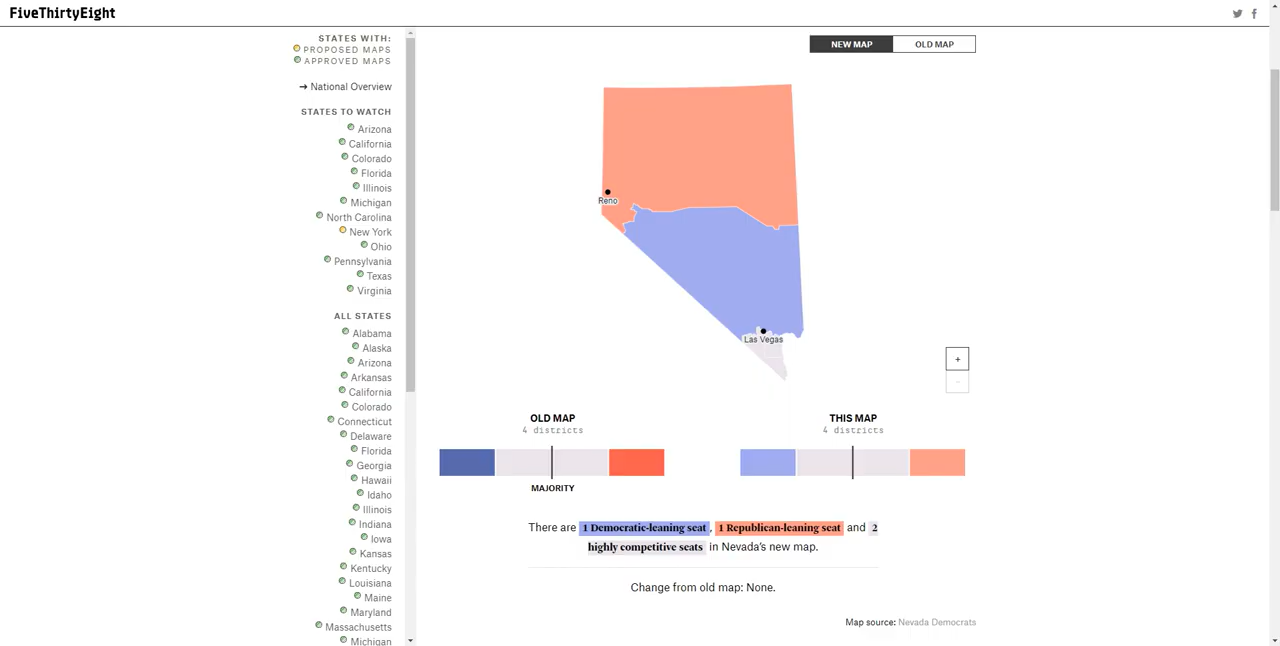 FiveThirtyEight
STATES WITH:
PROPOSED MAPS
APPROVED MAPS
→ National Overview
STATES TO WATCH
Arizona
California
Colorado
Florida
Illinois
Michigan
North Carolina
New York
Ohio
Pennsylvania
Texas
Virginia
ALL STATES
Alabama
Alaska
Arizona
Arkansas
California
Colorado
Connecticut
Delaware
Florida
Georgia
Hawaii
Idaho
Illinois
Indiana
Iowa
Kansas
Kentucky
Louisiana
Maine
Maryland
Massachusetts
Michigan
NEW MAP OLD MAP
Reno
Las Vegas
+
-
OLD MAP
4 districts
MAJORITY
THIS MAP
4 districts
There are 1 Democratic-leaning seat, 1 Republican-leaning seat and 2
highly competitive seats in Nevada's new map.
Change from old map: None.
Map source: Nevada Democrats